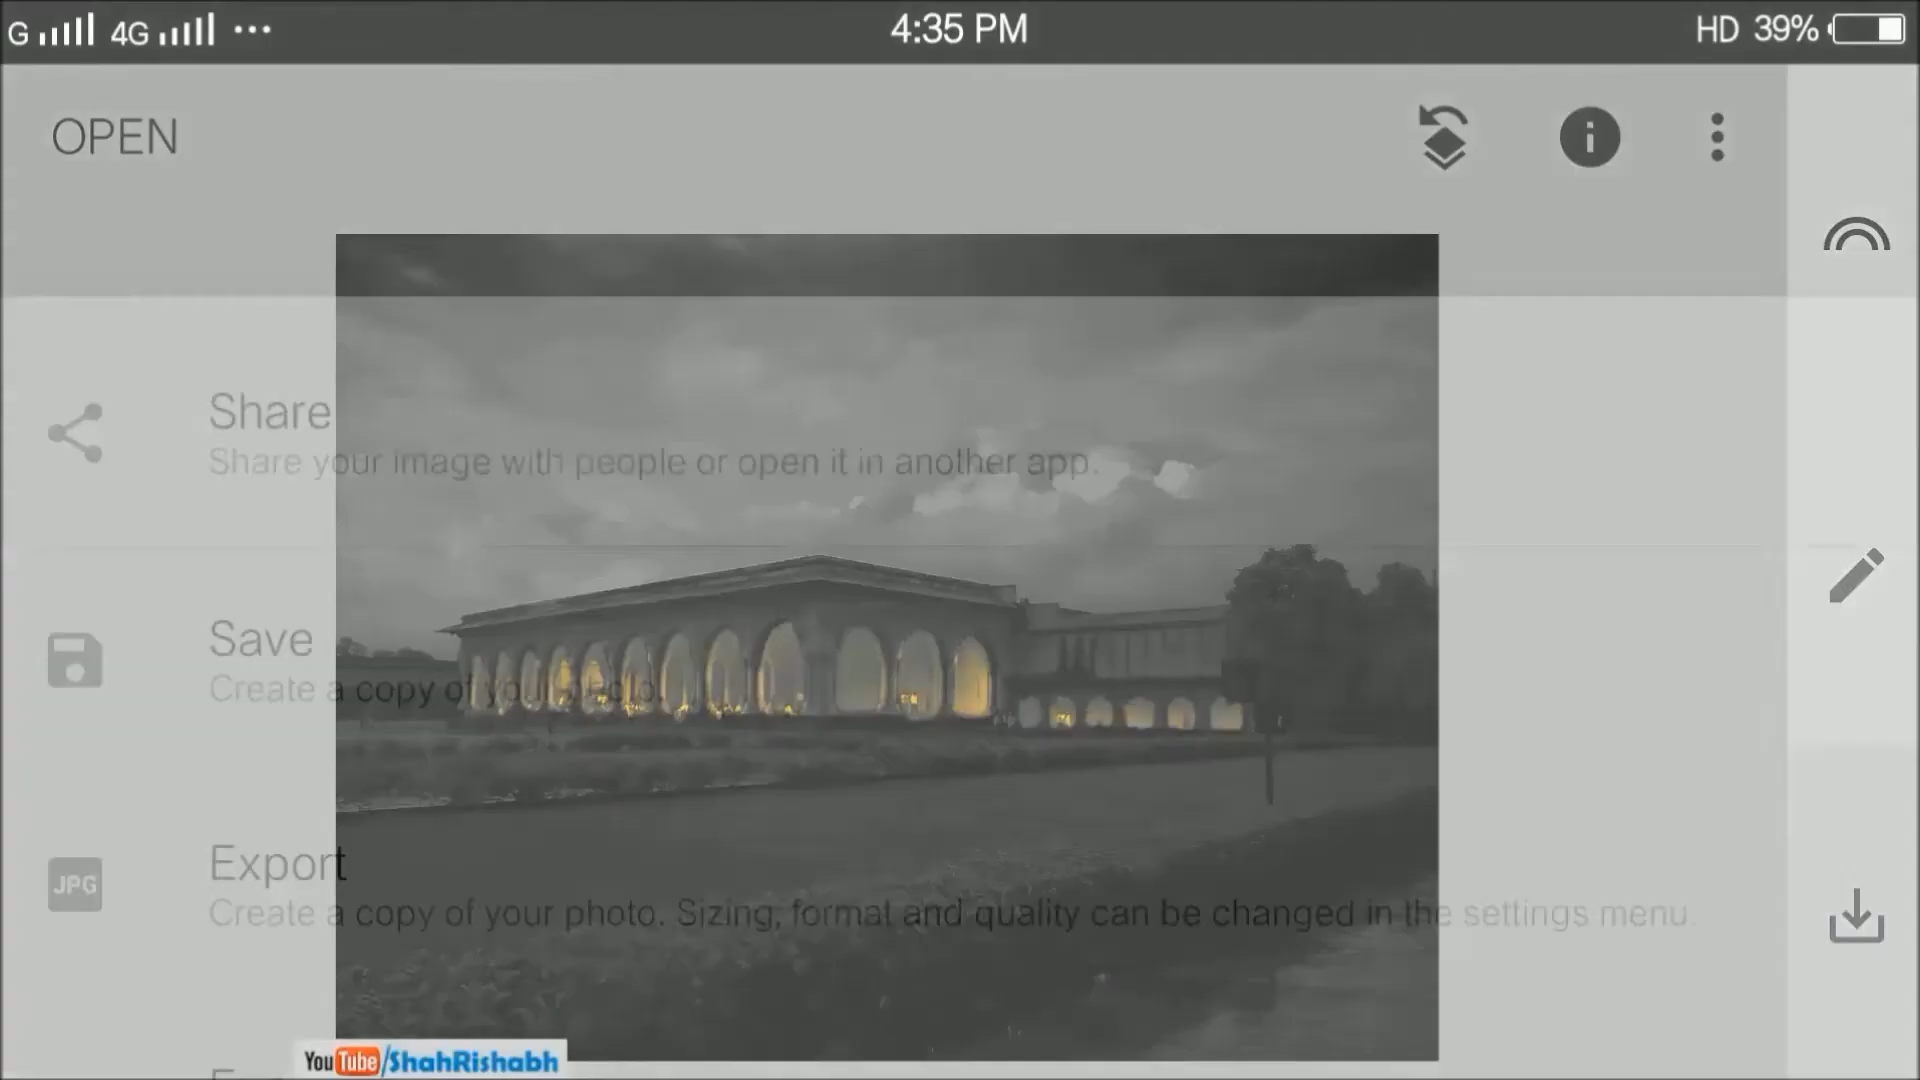 G 4G ... 4:35 PM HD 39%
OPEN
Share
Share your image with people or open it in another app.
Save
Create a copy of your photo.
JPG
Export
Create a copy of your photo. Sizing, format and quality can be changed in the settings menu.
YouTube/ShahRishabh